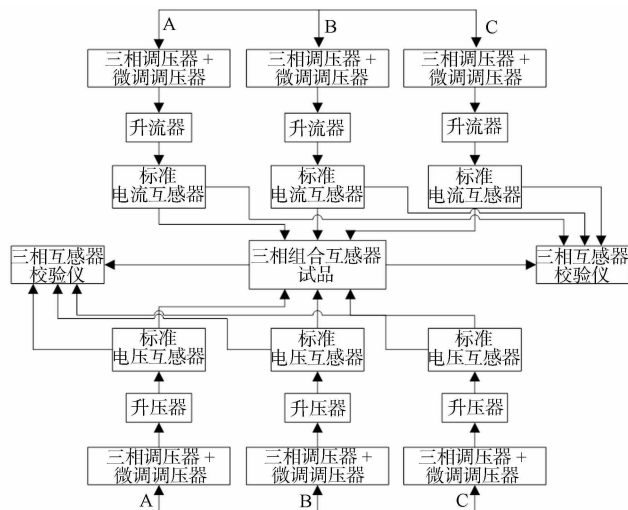 A B C
三相调压器+ 三相调压器+ 三相调压器+
微调调压器 微调调压器 微调调压器
升流器 升流器 升流器
标准 标准 标准
电流互感器 电流互感器 电流互感器
三相互感器 三相组合互感器 三相互感器
校验仪 试品 校验仪
标准 标准 标准
电压互感器 电压互感器 电压互感器
升压器 升压器 升压器
三相调压器+ 三相调压器+ 三相调压器+
微调调压器 微调调压器 微调调压器
A B C